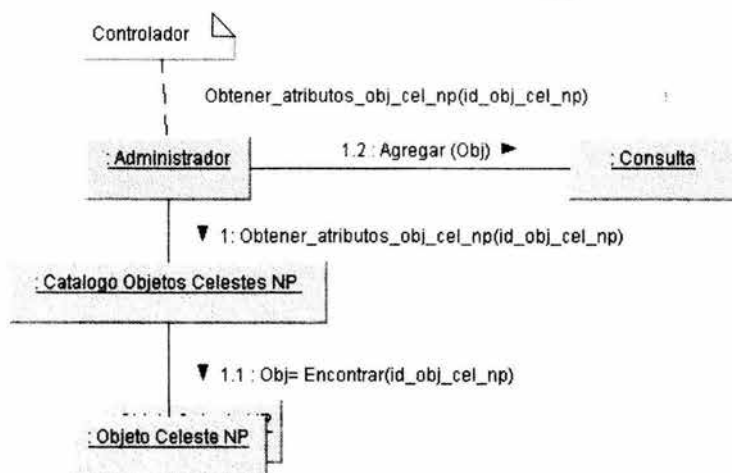 Controlador
Obtener_atributos_obj_cel_np(id_obj_cel_np)
: Administrador
1.2 : Agregar (Obj)
: Consulta
1: Obtener_atributos_obj_cel_np(id_obj_cel_np)
: Catalogo Objetos Celestes NP
1.1 : Obj= Encontrar(id_obj_cel_np)
: Objeto Celeste NP